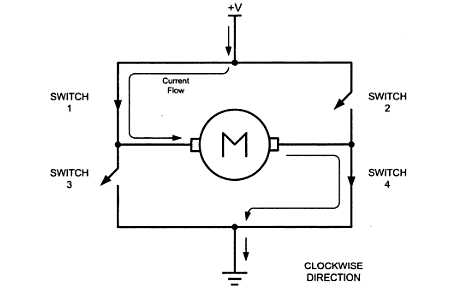 +V
Current
Flow
SWITCH
1
SWITCH
2
M
SWITCH
3
SWITCH
4
CLOCKWISE
DIRECTION